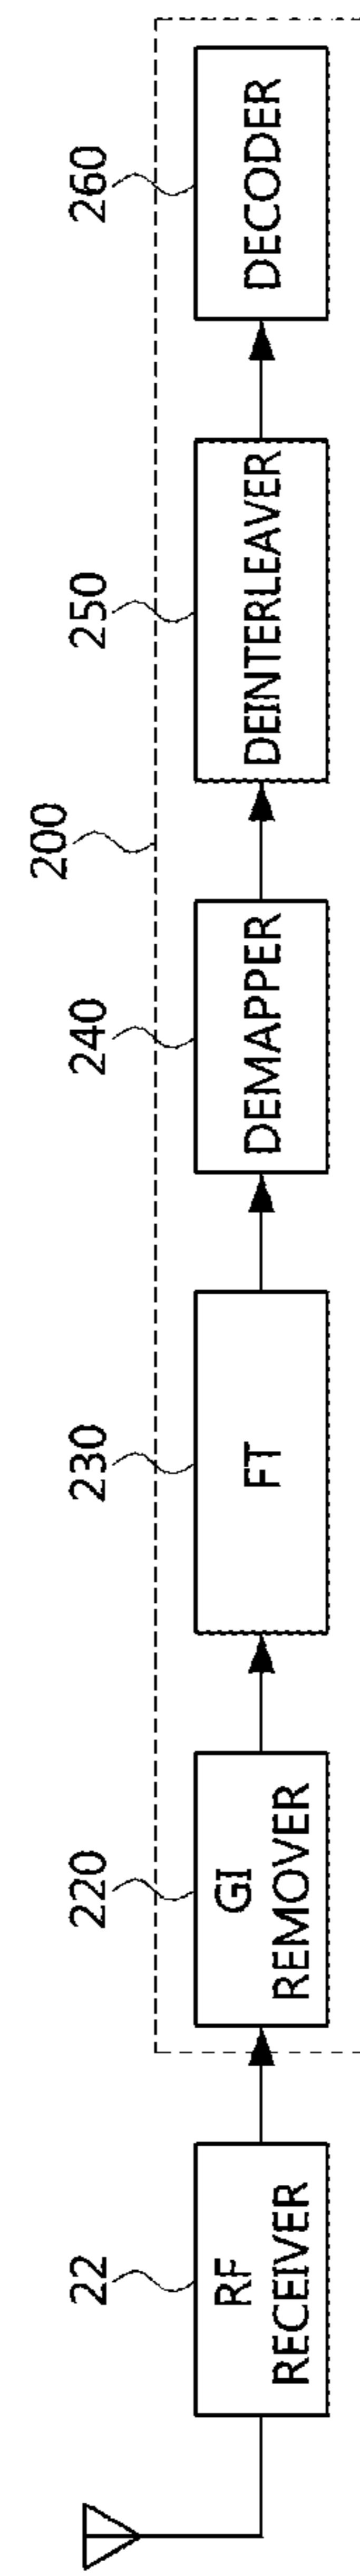 200
22
220
230
240
250
260
RF
RECEIVER
GI
REMOVER
FT
DEMAPPER
DEINTERLEAVER
DECODER